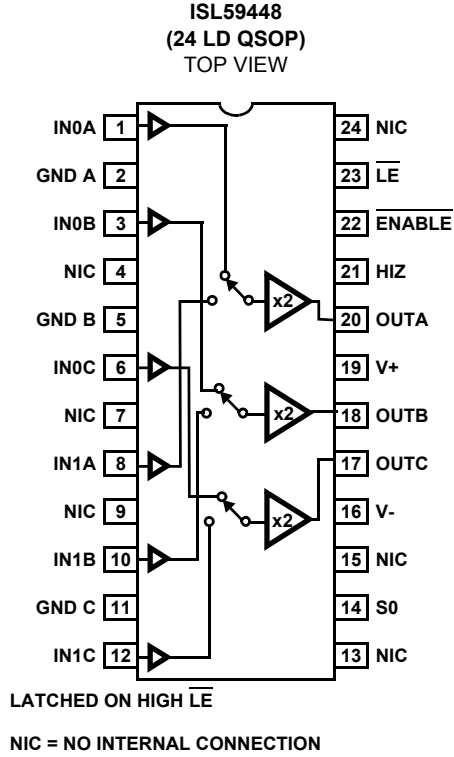 ISL59448
(24 LD QSOP)
TOP VIEW
IN0A 1
GND A 2
IN0B 3
NIC 4
GND B 5
IN0C 6
NIC 7
IN1A 8
NIC 9
IN1B 10
GND C 11
IN1C 12
x2
x2
x2
24 NIC
23 L̅E̅
22 E̅N̅A̅B̅L̅E̅
21 HIZ
20 OUTA
19 V+
18 OUTB
17 OUTC
16 V-
15 NIC
14 S0
13 NIC
LATCHED ON HIGH L̅E̅
NIC = NO INTERNAL CONNECTION